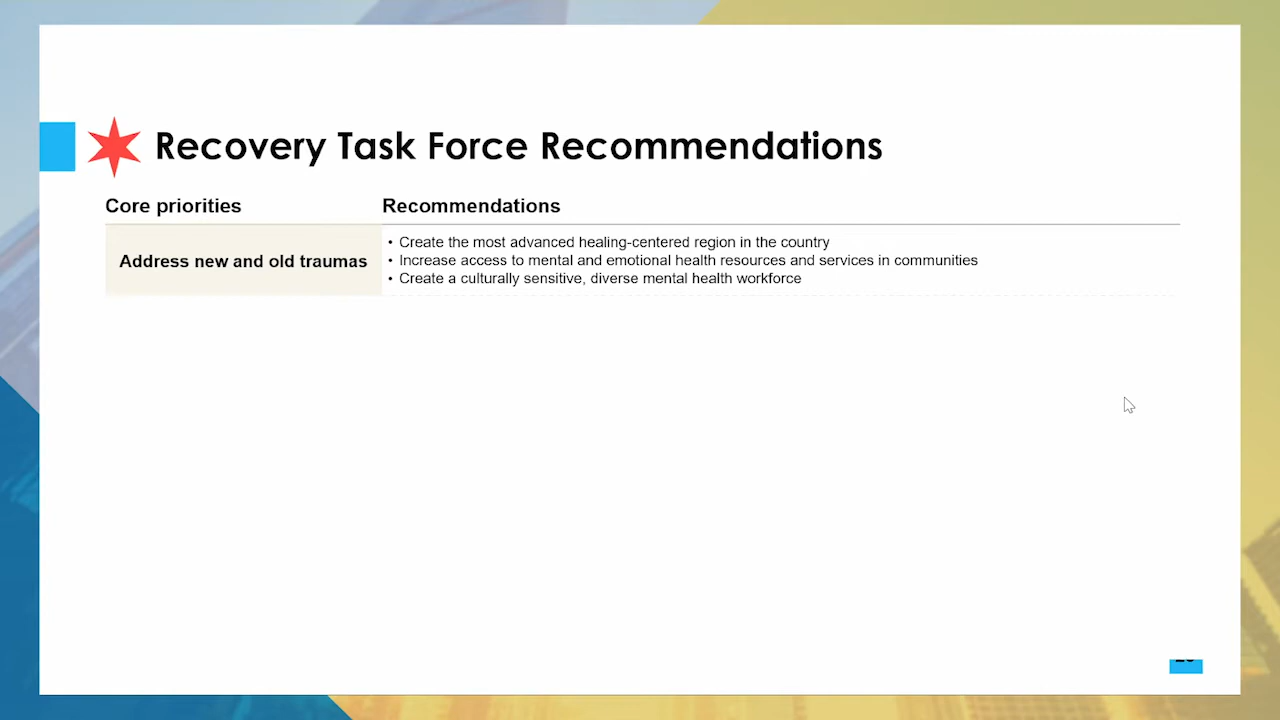 Recovery Task Force Recommendations
Core priorities
Recommendations
Address new and old traumas
• Create the most advanced healing-centered region in the country
• Increase access to mental and emotional health resources and services in communities
• Create a culturally sensitive, diverse mental health workforce